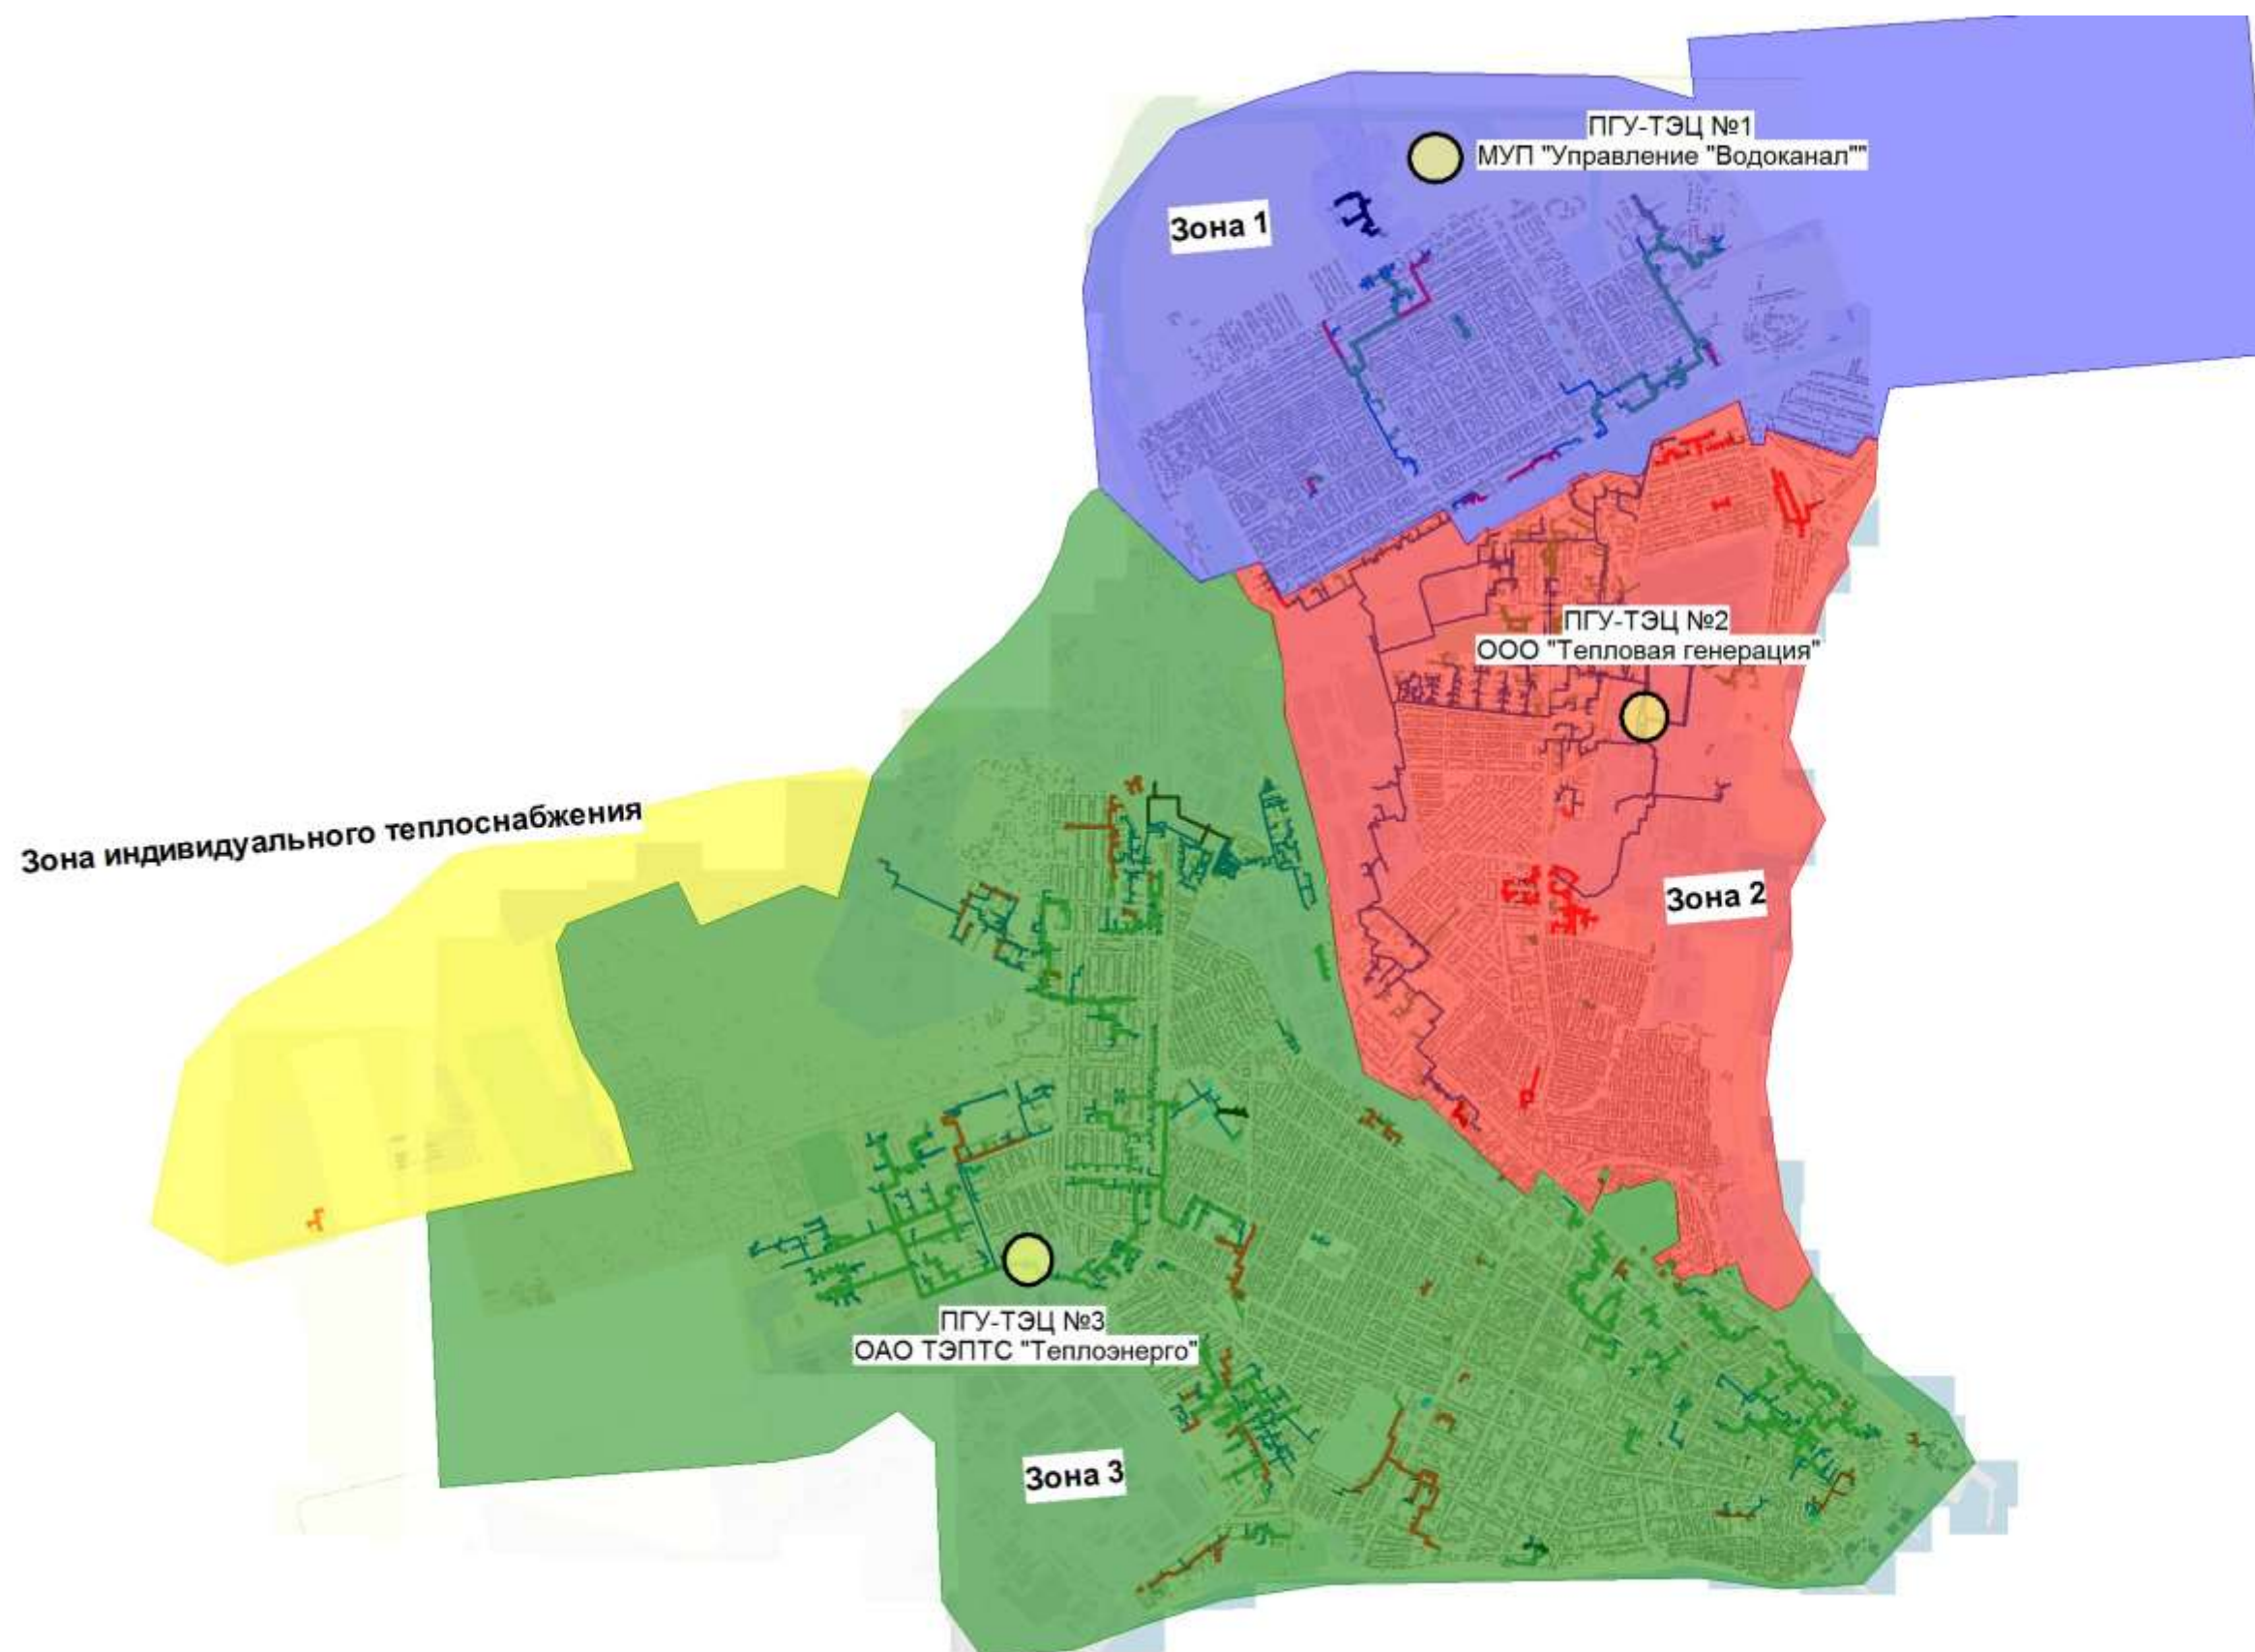 ПГУ-ТЭЦ №1
МУП "Управление "Водоканал""
Зона 1
ПГУ-ТЭЦ №2
ООО "Тепловая генерация"
Зона индивидуального теплоснабжения
Зона 2
ПГУ-ТЭЦ №3
ОАО ТЭПТС "Теплоэнерго"
Зона 3